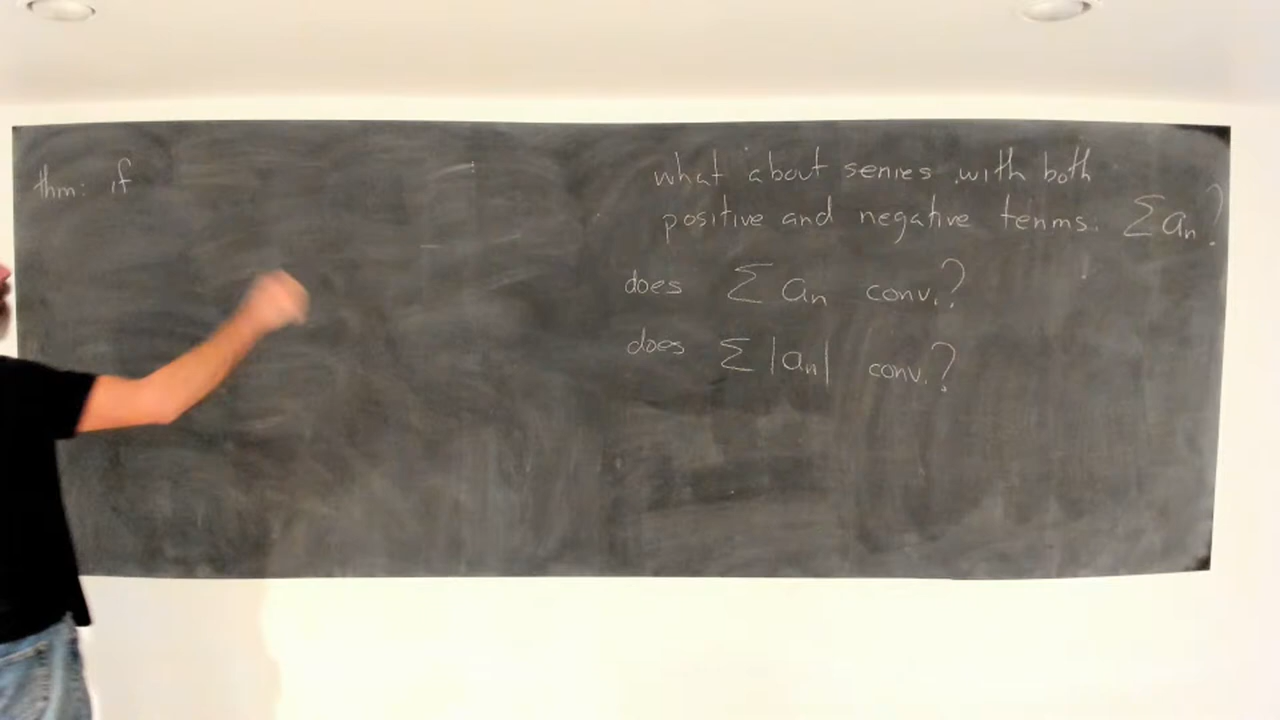 thm: if
what about series with both
positive and negative terms. Σ aₙ?
does Σ aₙ conv.?
does Σ |aₙ| conv.?